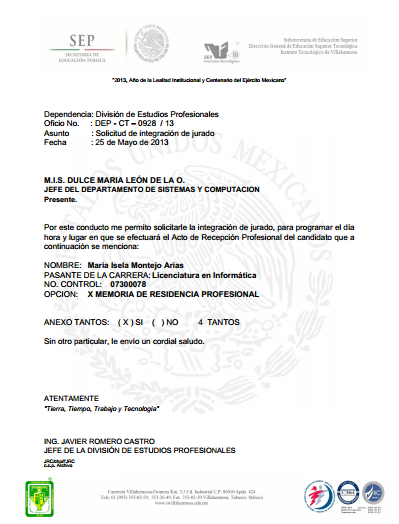 SEP
SECRETARÍA DE
EDUCACIÓN PÚBLICA
SEP
Subsecretaría de Educación Superior
Dirección General de Educación Superior Tecnológica
Instituto Tecnológico de Villahermosa
"2013, Año de la Lealtad Institucional y Centenario del Ejército Mexicano"
Dependencia: División de Estudios Profesionales
Oficio No. : DEP - CT – 0928 / 13
Asunto : Solicitud de integración de jurado
Fecha : 25 de Mayo de 2013
M.I.S. DULCE MARIA LEÓN DE LA O.
JEFE DEL DEPARTAMENTO DE SISTEMAS Y COMPUTACION
Presente.
Por este conducto me permito solicitarle la integración de jurado, para programar el día
hora y lugar en que se efectuará el Acto de Recepción Profesional del candidato que a
continuación se menciona:
NOMBRE: María Isela Montejo Arias
PASANTE DE LA CARRERA: Licenciatura en Informática
NO. CONTROL: 07300078
OPCION: X MEMORIA DE RESIDENCIA PROFESIONAL
ANEXO TANTOS: ( X ) SI ( ) NO 4 TANTOS
Sin otro particular, le envío un cordial saludo.
ATENTAMENTE
"Tierra, Tiempo, Trabajo y Tecnología"
ING. JAVIER ROMERO CASTRO
JEFE DE LA DIVISIÓN DE ESTUDIOS PROFESIONALES
c.c.p. Archivo
Carretera Villahermosa-Frontera Km. 3.5 Cd. Industrial C.P. 86010 Apdo. 424
Tels. 01 (993) 353-02-59, 353-26-49, Fax 353-02-59 Villahermosa, Tabasco, México
www.itvillahermosa.edu.mx